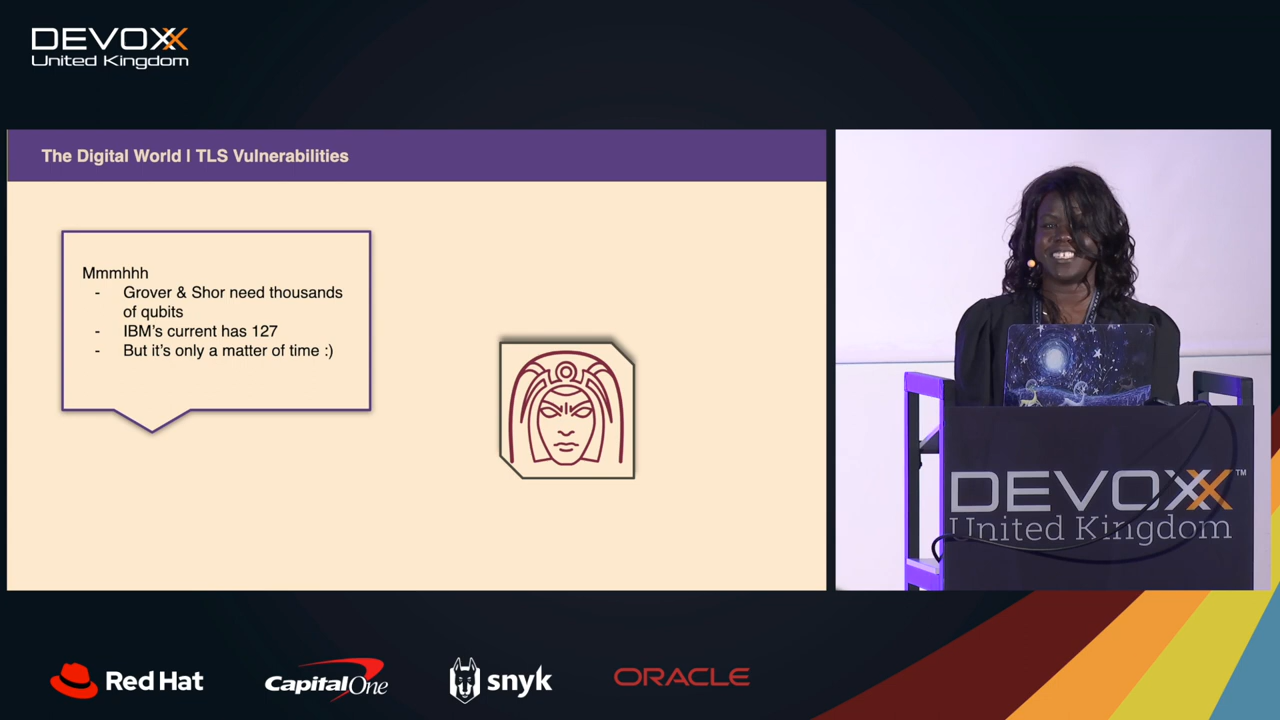 DEVOXX
United Kingdom
The Digital World | TLS Vulnerabilities
Mmmhhh
- Grover & Shor need thousands
of qubits
- IBM's current has 127
- But it's only a matter of time :)
DEVOXX™
United Kingdom
Red Hat
Capital One
snyk
ORACLE